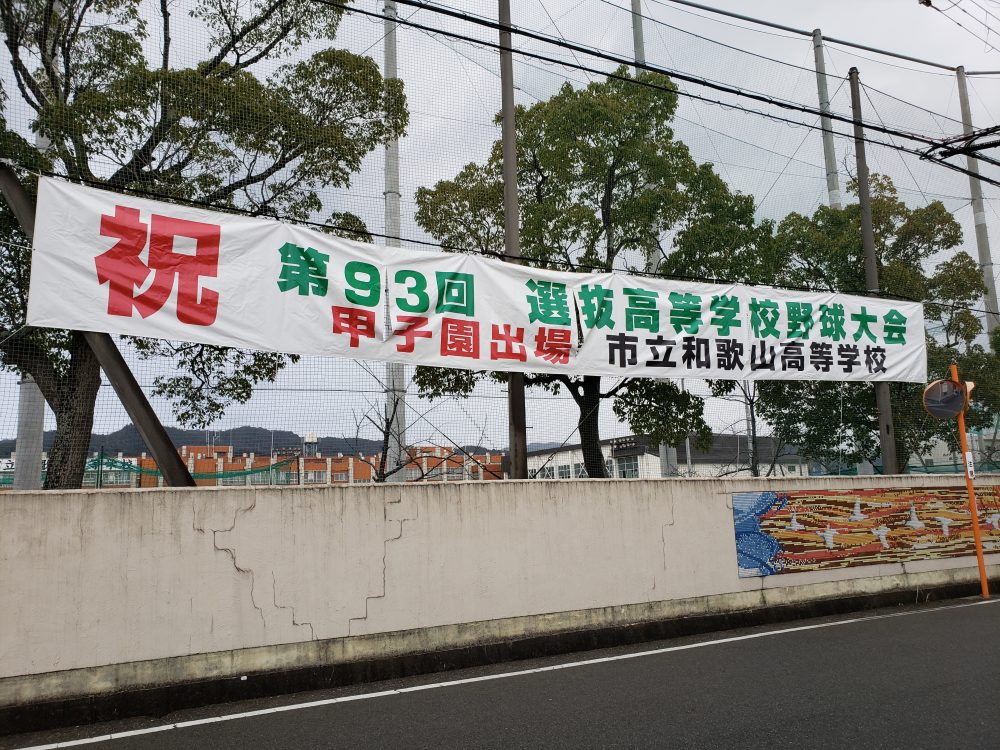 祝
第93回 選抜高等学校野球大会
甲子園出場 市立和歌山高等学校